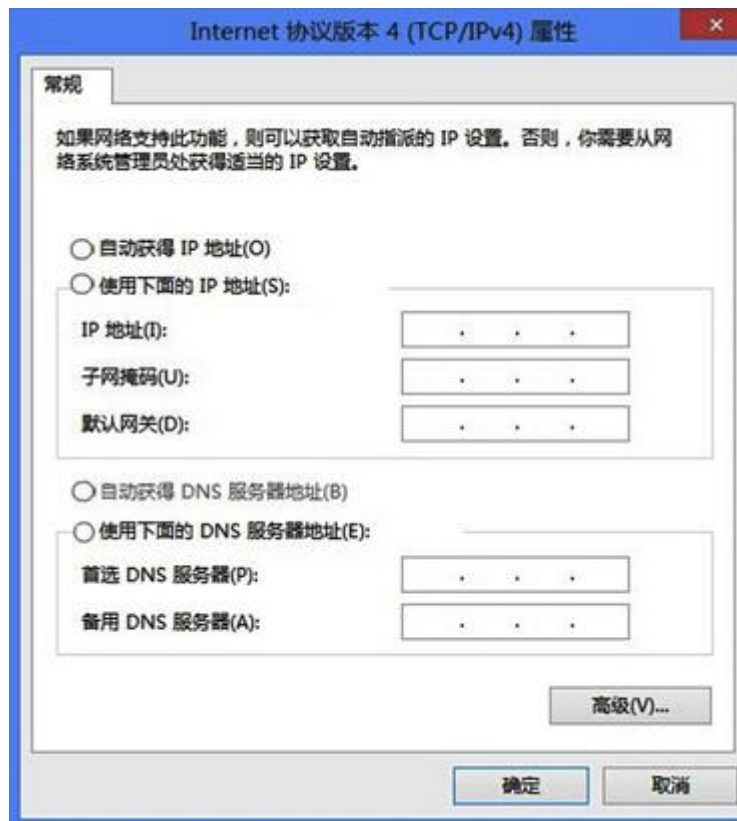 Internet 协议版本 4 (TCP/IPv4) 属性
常规
如果网络支持此功能，则可以获取自动指派的 IP 设置。否则，你需要从网
络系统管理员处获得适当的 IP 设置。
自动获得 IP 地址(O)
使用下面的 IP 地址(S):
IP 地址(I):
子网掩码(U):
默认网关(D):
自动获得 DNS 服务器地址(B)
使用下面的 DNS 服务器地址(E):
首选 DNS 服务器(P):
备用 DNS 服务器(A):
高级(V)...
确定
取消